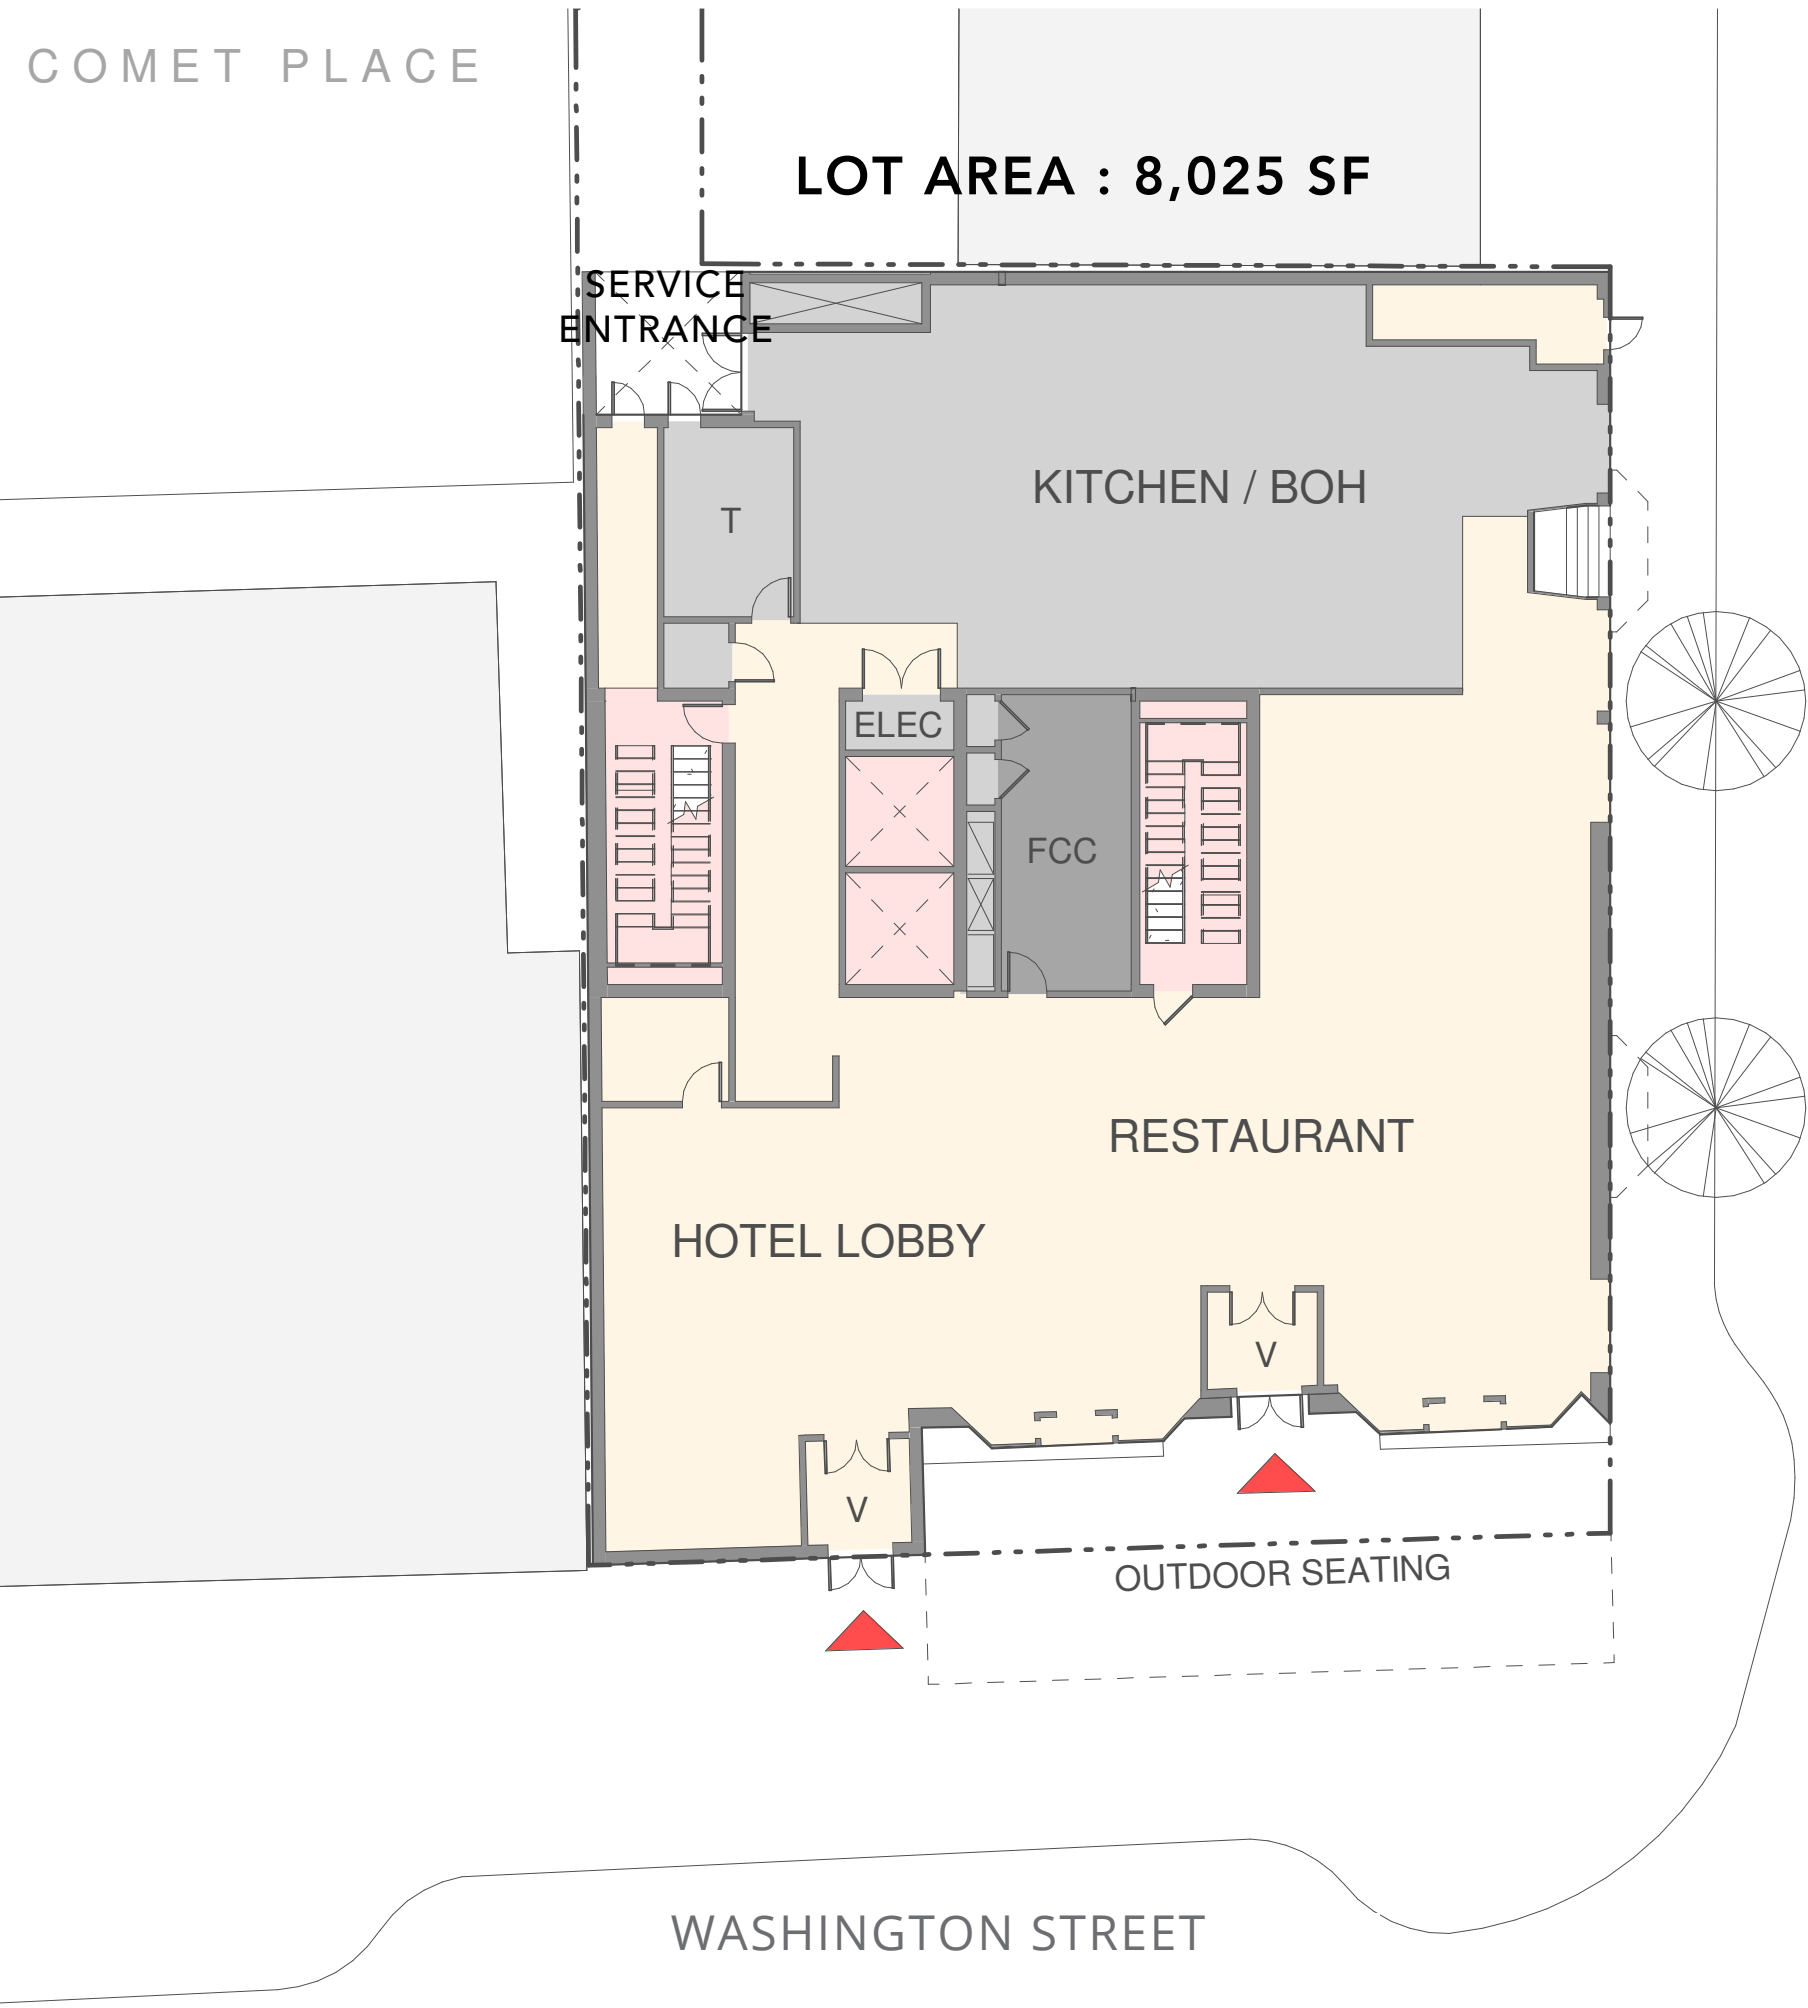 COMET PLACE
LOT AREA : 8,025 SF
SERVICE
ENTRANCE
KITCHEN / BOH
T
ELEC
FCC
RESTAURANT
HOTEL LOBBY
V
V
OUTDOOR SEATING
WASHINGTON STREET